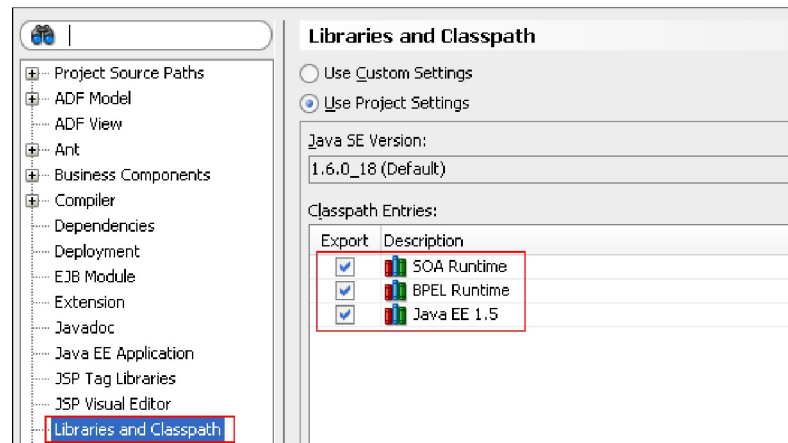 Project Source Paths
ADF Model
ADF View
Ant
Business Components
Compiler
Dependencies
Deployment
EJB Module
Extension
Javadoc
Java EE Application
JSP Tag Libraries
JSP Visual Editor
Libraries and Classpath
Libraries and Classpath
Use Custom Settings
Use Project Settings
Java SE Version:
1.6.0_18 (Default)
Classpath Entries:
Export Description
SOA Runtime
BPEL Runtime
Java EE 1.5